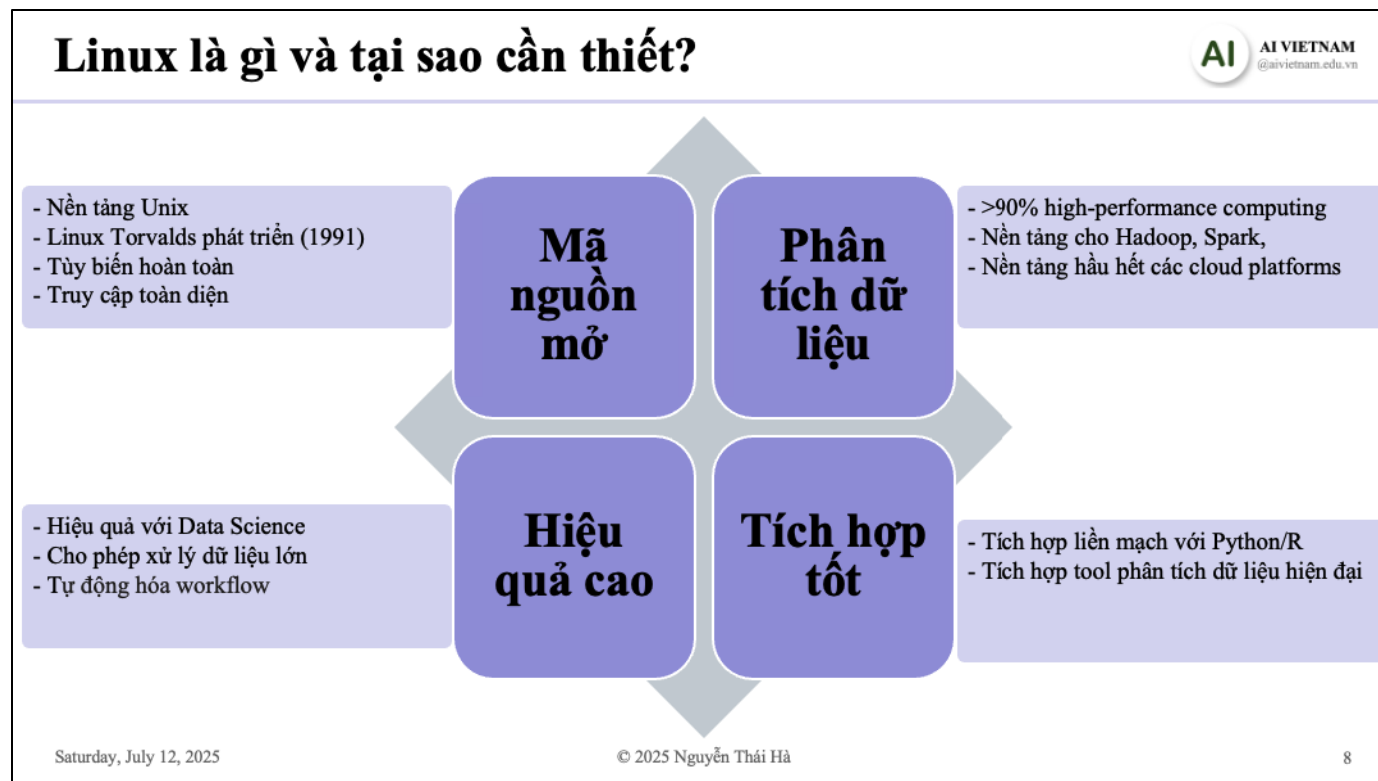 Linux là gì và tại sao cần thiết?
AI
AI VIETNAM
@aivietnam.edu.vn
- Nền tảng Unix
- Linux Torvalds phát triển (1991)
- Tùy biến hoàn toàn
- Truy cập toàn diện
Mã
nguồn
mở
Phân
tích dữ
liệu
- >90% high-performance computing
- Nền tảng cho Hadoop, Spark,
- Nền tảng hầu hết các cloud platforms
- Hiệu quả với Data Science
- Cho phép xử lý dữ liệu lớn
- Tự động hóa workflow
Hiệu
quả cao
Tích hợp
tốt
- Tích hợp liền mạch với Python/R
- Tích hợp tool phân tích dữ liệu hiện đại
Saturday, July 12, 2025
© 2025 Nguyễn Thái Hà
8